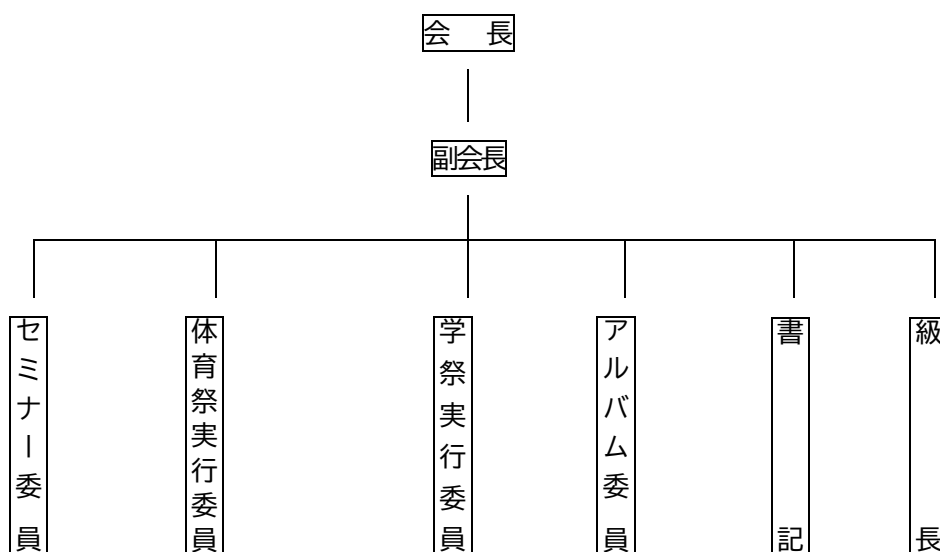 会　長
副会長
セミナー委員
体育祭実行委員
学祭実行委員
アルバム委員
書記
級長